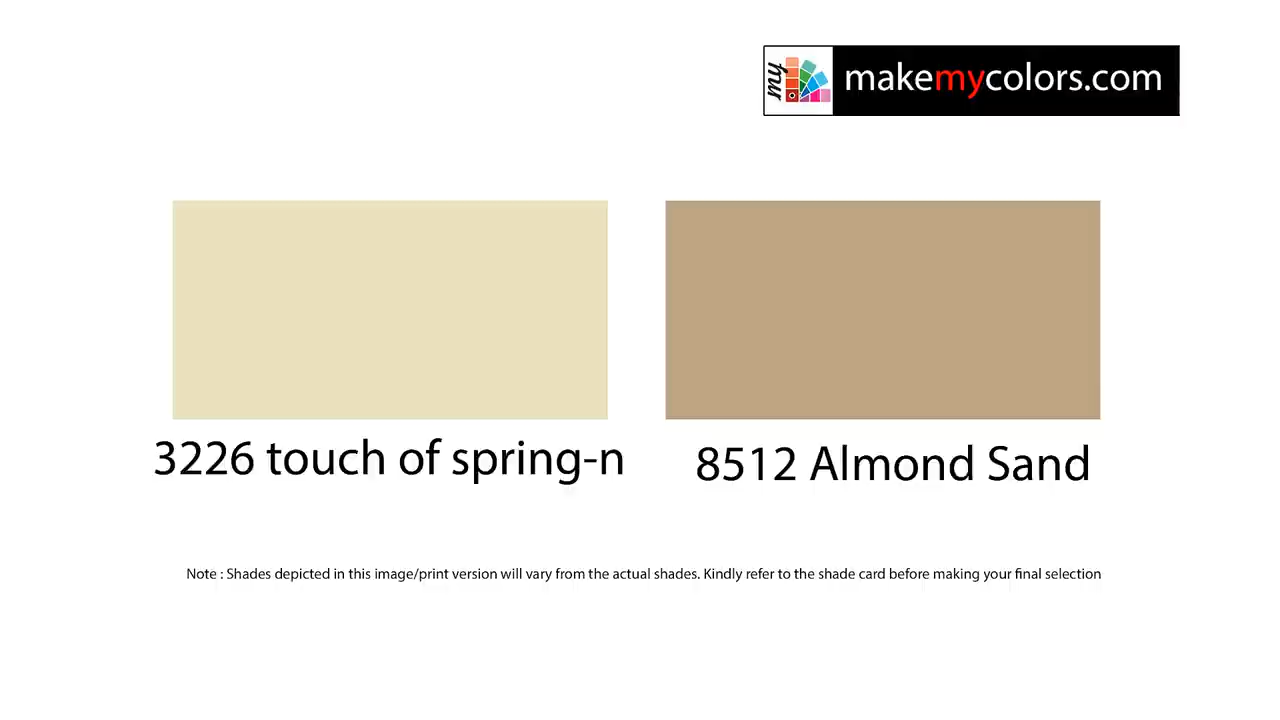 my
makemycolors.com
3226 touch of spring-n
8512 Almond Sand
Note : Shades depicted in this image/print version will vary from the actual shades. Kindly refer to the shade card before making your final selection